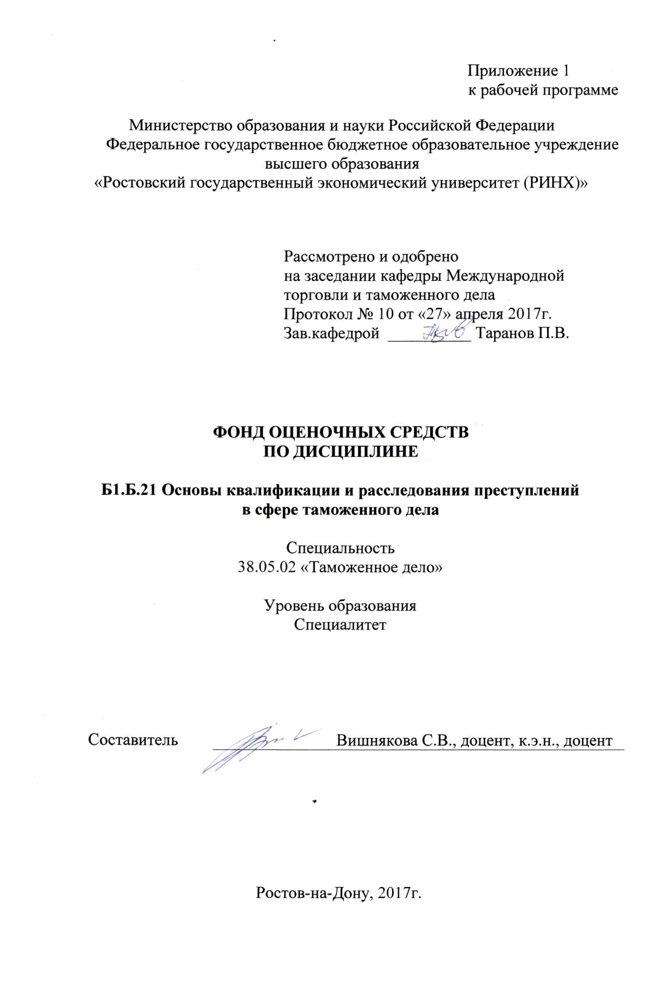 Приложение 1
к рабочей программе
Министерство образования и науки Российской Федерации
Федеральное государственное бюджетное образовательное учреждение
высшего образования
«Ростовский государственный экономический университет (РИНХ)»
Рассмотрено и одобрено
на заседании кафедры Международной
торговли и таможенного дела
Протокол № 10 от «27» апреля 2017г.
Зав.кафедрой __________ Таранов П.В.
ФОНД ОЦЕНОЧНЫХ СРЕДСТВ
ПО ДИСЦИПЛИНЕ
Б1.Б.21 Основы квалификации и расследования преступлений
в сфере таможенного дела
Специальность
38.05.02 «Таможенное дело»
Уровень образования
Специалитет
Составитель Вишнякова С.В., доцент, к.э.н., доцент
Ростов-на-Дону, 2017г.